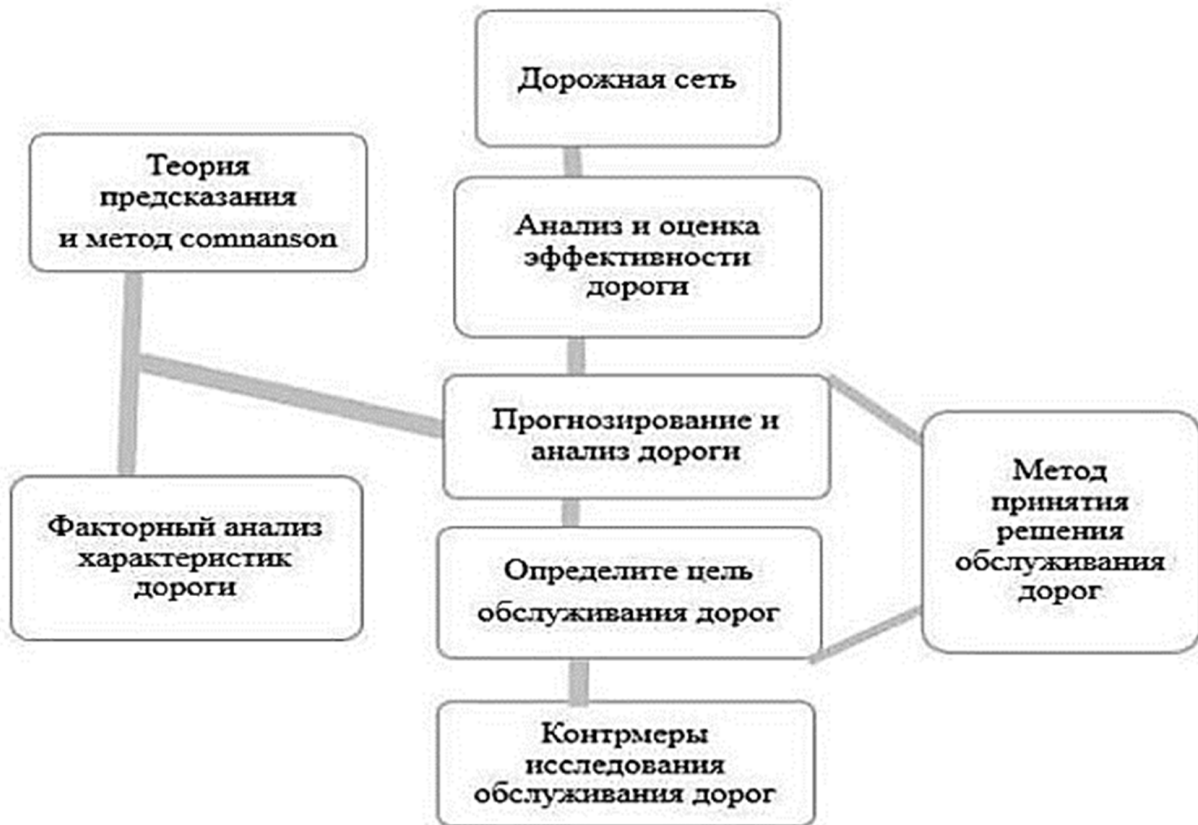 Дорожная сеть
Теория
предсказания
и метод comnanson
Анализ и оценка
эффективности
дороги
Прогнозирование и
анализ дороги
Метод
принятия
решения
обслуживания
дорог
Факторный анализ
характеристик
дороги
Определите цель
обслуживания дорог
Контрмеры
исследования
обслуживания дорог